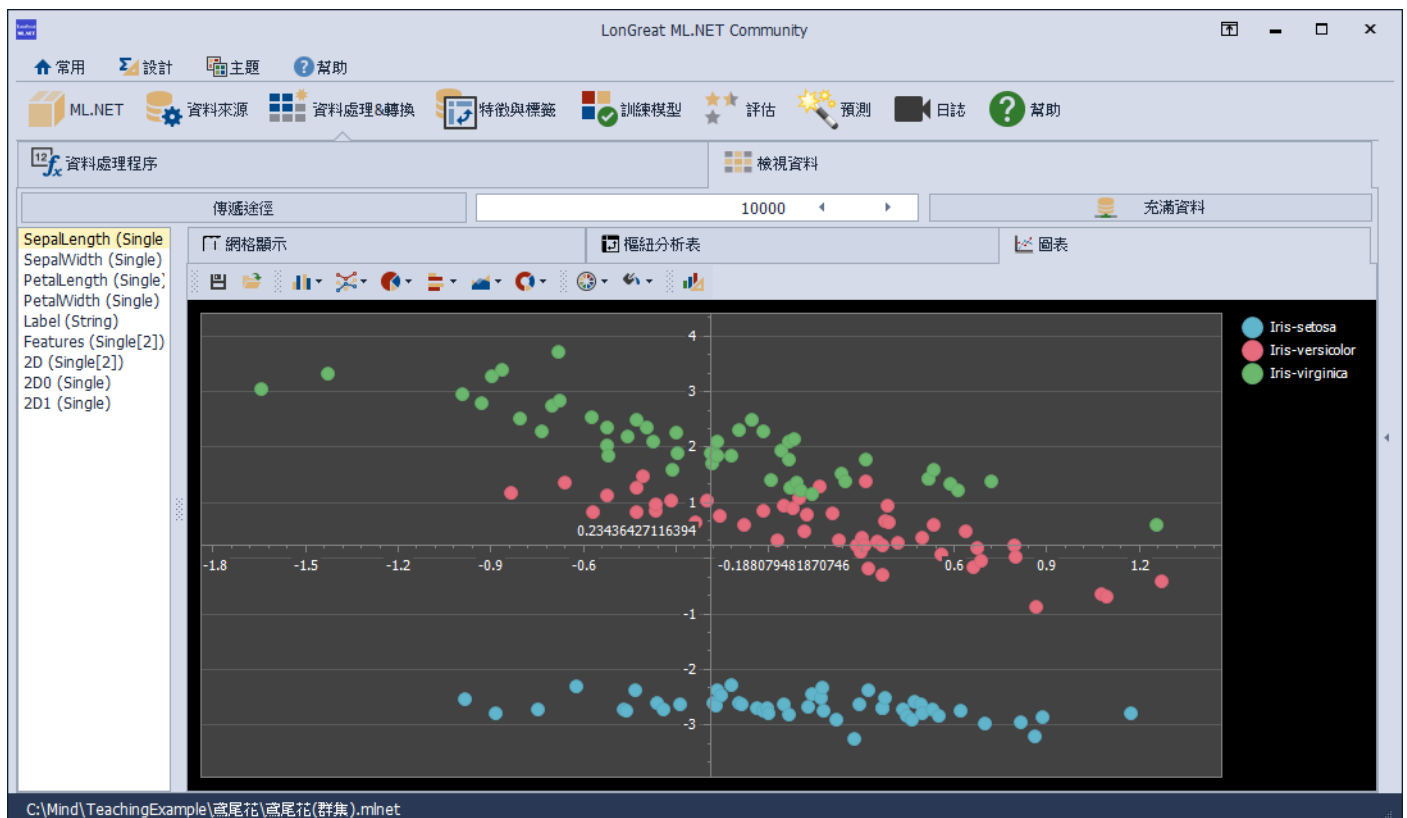 LonGreat ML.NET
LonGreat ML.NET Community
常用 設計 主題 幫助
ML.NET 資料來源 資料處理&轉換 特徵與標籤 訓練模型 評估 預測 日誌 幫助
資料處理程序 檢視資料
傳遞途徑 10000 充滿資料
SepalLength (Single
SepalWidth (Single)
PetalLength (Single)
PetalWidth (Single)
Label (String)
Features (Single[2])
2D (Single[2])
2D0 (Single)
2D1 (Single)
網格顯示 樞紐分析表 圖表
4
3
2
1
0.23436427116394
-1.8 -1.5 -1.2 -0.9 -0.6 -0.188079481870746 0.6 0.9 1.2
-1
-2
-3
Iris-setosa
Iris-versicolor
Iris-virginica
C:\Mind\TeachingExample\鳶尾花\鳶尾花(群集).mlnet